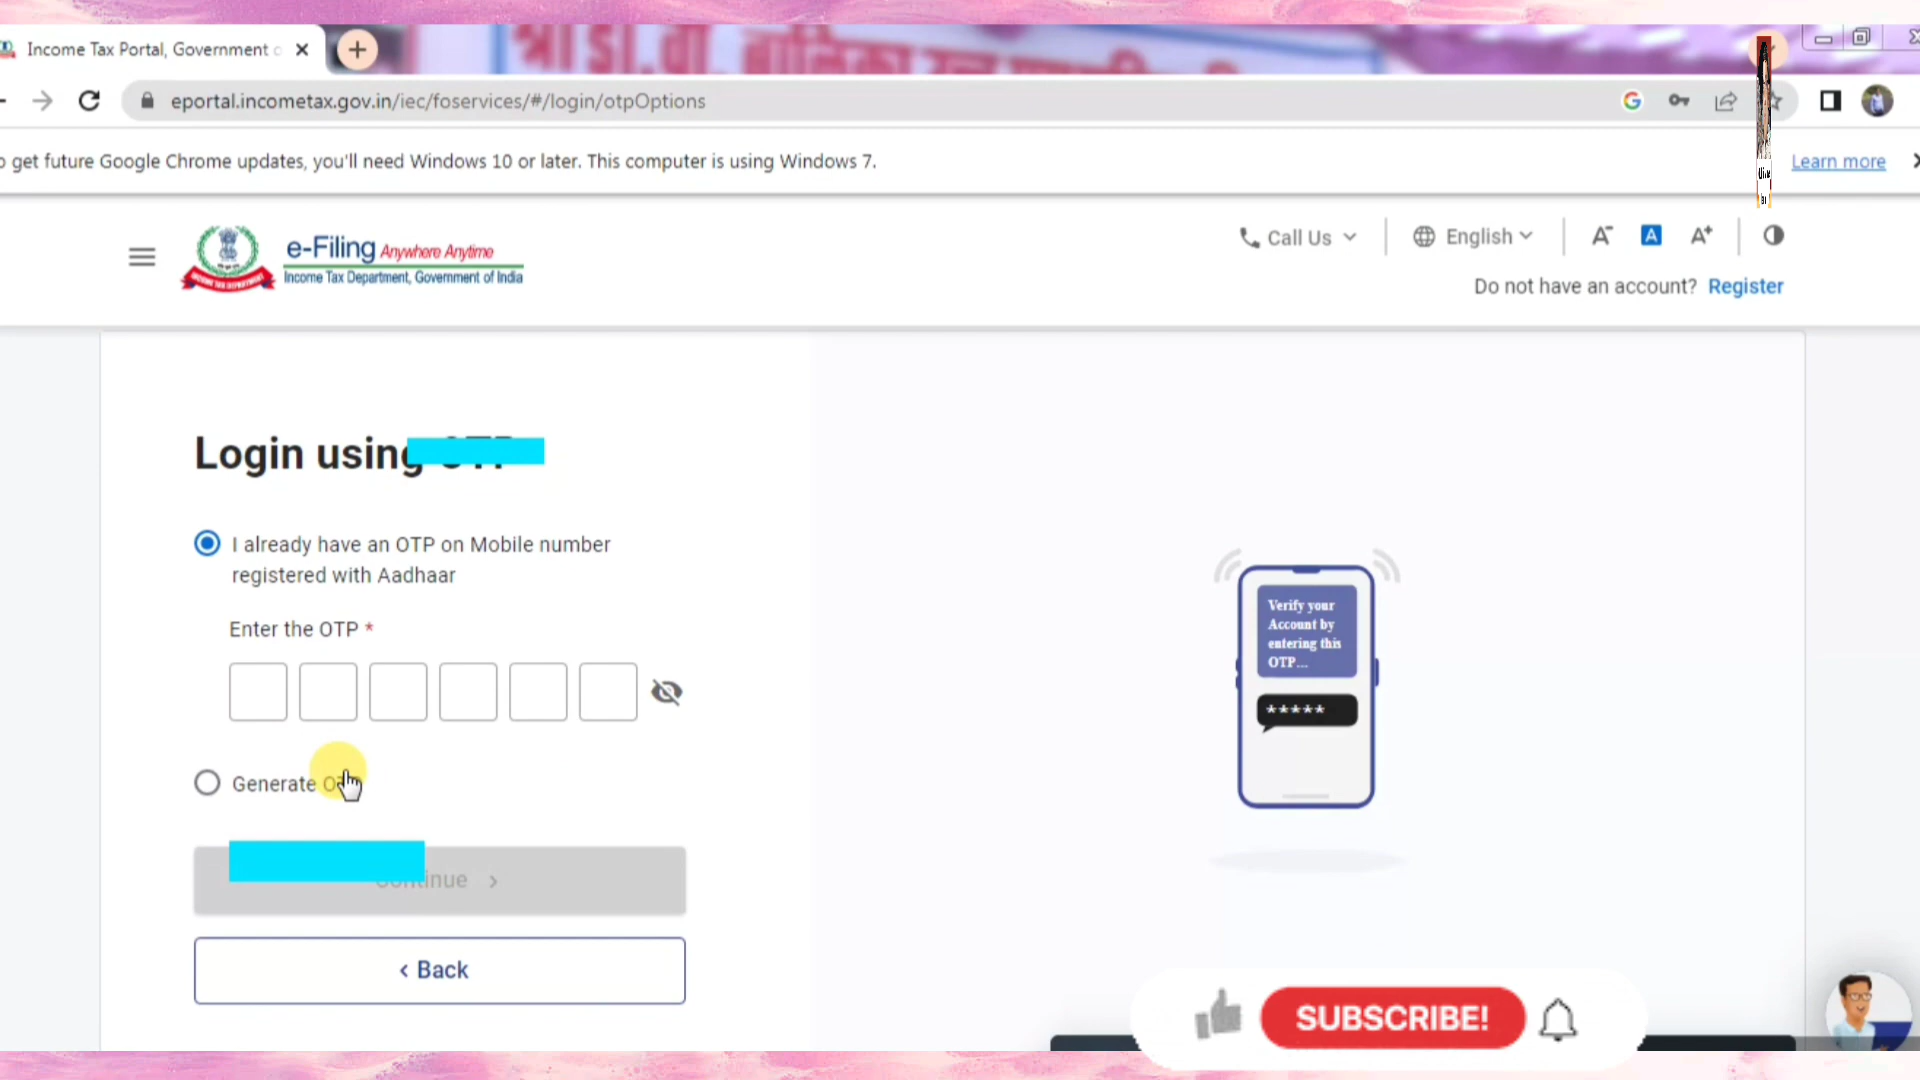 Income Tax Portal, Government
eportal.incometax.gov.in/iec/foservices/#/login/otpOptions
get future Google Chrome updates, you'll need Windows 10 or later. This computer is using Windows 7.
Learn more
e-Filing Anywhere Anytime
Income Tax Department, Government of India
Call Us
English
A- A A+
Do not have an account? Register
Login using OTP
I already have an OTP on Mobile number
registered with Aadhaar
Enter the OTP *
Generate
Continue >
< Back
Verify your
Account by
entering this
OTP...
*****
SUBSCRIBE!